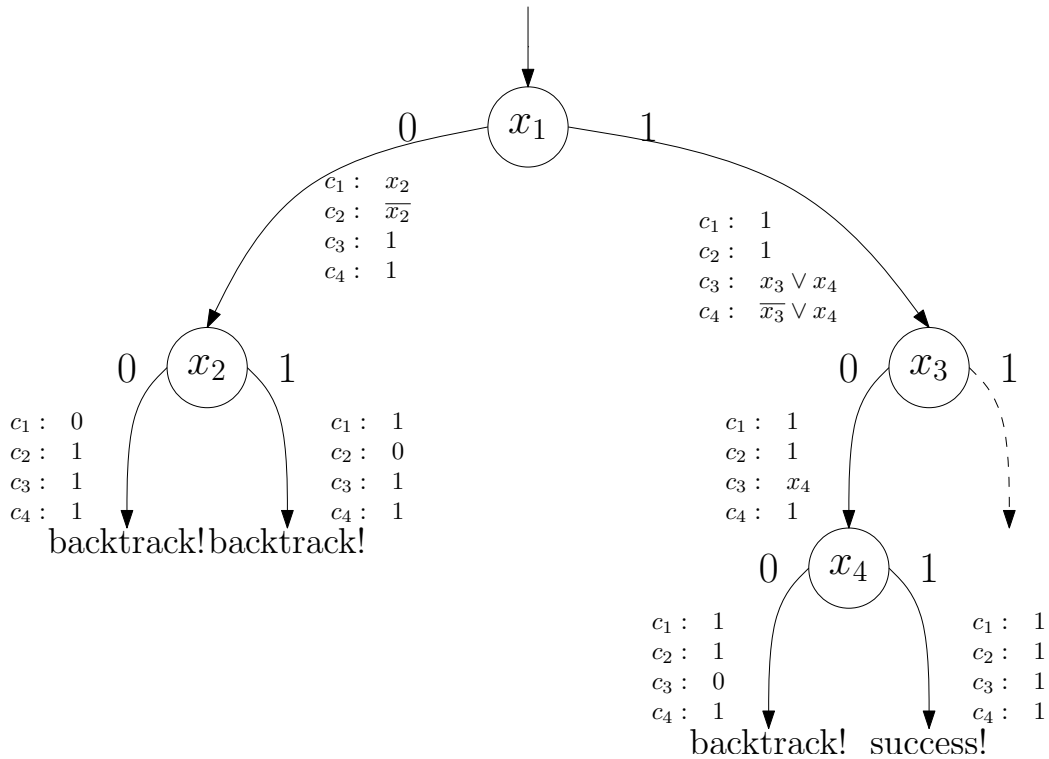 x₁
0 1
c₁ : x₂
c₂ : x̅₂
c₃ : 1
c₄ : 1
c₁ : 1
c₂ : 1
c₃ : x₃ ∨ x₄
c₄ : x̅₃ ∨ x₄
x₂
0 1
c₁ : 0
c₂ : 1
c₃ : 1
c₄ : 1
backtrack!
c₁ : 1
c₂ : 0
c₃ : 1
c₄ : 1
backtrack!
x₃
0 1
c₁ : 1
c₂ : 1
c₃ : x₄
c₄ : 1
x₄
0 1
c₁ : 1
c₂ : 1
c₃ : 0
c₄ : 1
backtrack!
c₁ : 1
c₂ : 1
c₃ : 1
c₄ : 1
success!